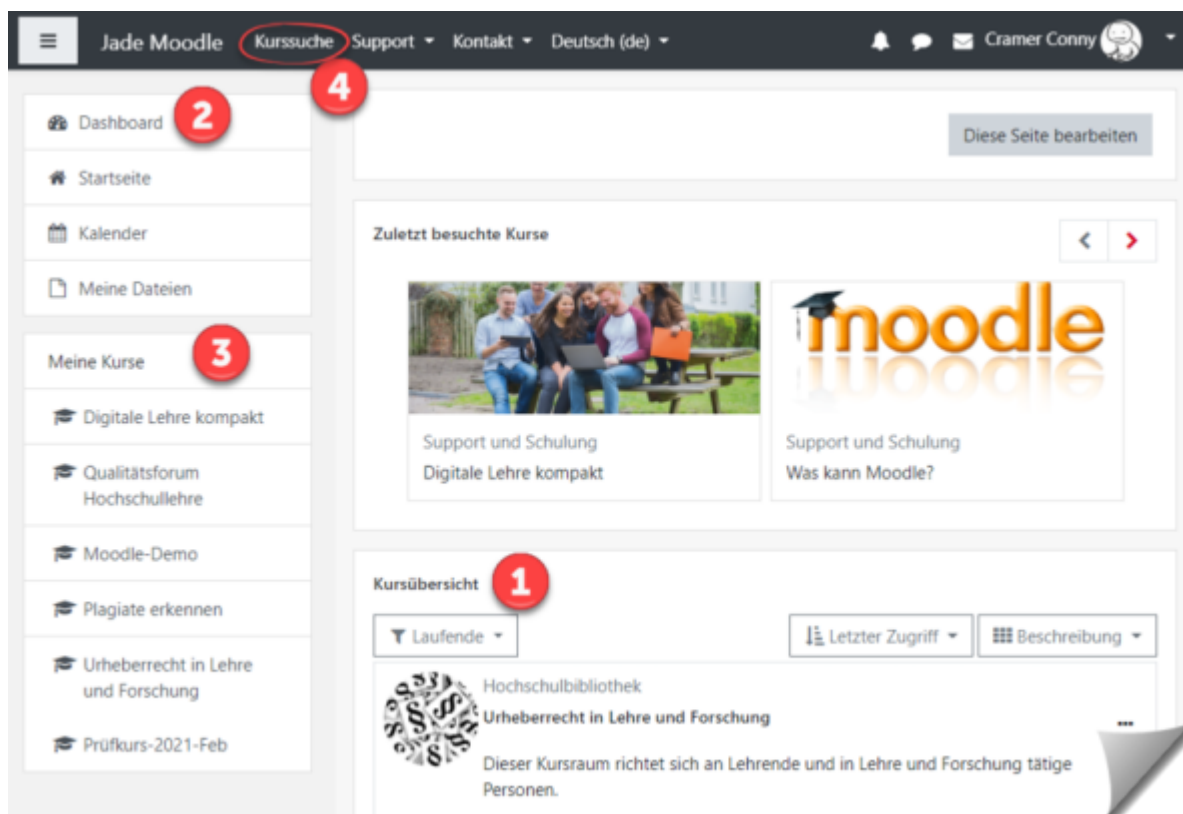 Jade Moodle Kurssuche Support Kontakt Deutsch (de) Cramer Conny
4
Dashboard 2
Startseite
Kalender
Meine Dateien
Meine Kurse 3
Digitale Lehre kompakt
Qualitätsforum
Hochschullehre
Moodle-Demo
Plagiate erkennen
Urheberrecht in Lehre
und Forschung
Prüfkurs-2021-Feb
Diese Seite bearbeiten
Zuletzt besuchte Kurse
moodle
Support und Schulung
Digitale Lehre kompakt
Support und Schulung
Was kann Moodle?
Kursübersicht 1
Laufende Letzter Zugriff Beschreibung
Hochschulbibliothek
Urheberrecht in Lehre und Forschung
...
Dieser Kursraum richtet sich an Lehrende und in Lehre und Forschung tätige
Personen.